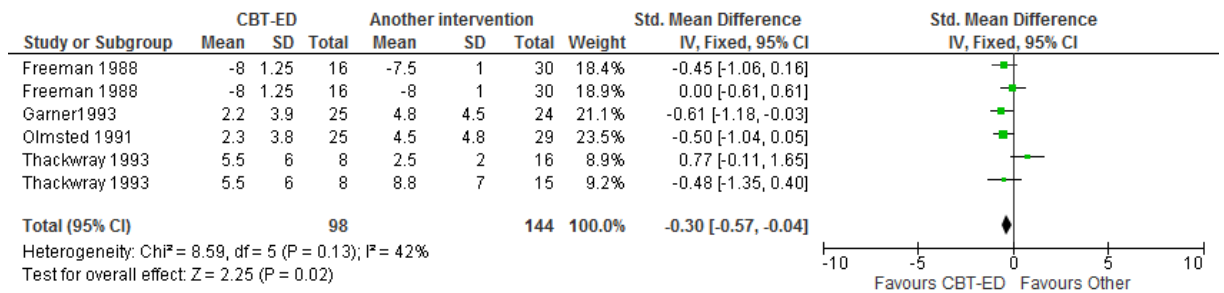 CBT-ED Another intervention Std. Mean Difference Std. Mean Difference
Study or Subgroup Mean SD Total Mean SD Total Weight IV, Fixed, 95% CI IV, Fixed, 95% CI
Freeman 1988 -8 1.25 16 -7.5 1 30 18.4% -0.45 [-1.06, 0.16]
Freeman 1988 -8 1.25 16 -8 1 30 18.9% 0.00 [-0.61, 0.61]
Garner1993 2.2 3.9 25 4.8 4.5 24 21.1% -0.61 [-1.18, -0.03]
Olmsted 1991 2.3 3.8 25 4.5 4.8 29 23.5% -0.50 [-1.04, 0.05]
Thackwray 1993 5.5 6 8 2.5 2 16 8.9% 0.77 [-0.11, 1.65]
Thackwray 1993 5.5 6 8 8.8 7 15 9.2% -0.48 [-1.35, 0.40]
Total (95% CI) 98 144 100.0% -0.30 [-0.57, -0.04]
Heterogeneity: Chi² = 8.59, df = 5 (P = 0.13); I² = 42%
Test for overall effect: Z = 2.25 (P = 0.02)
-10 -5 0 5 10
Favours CBT-ED Favours Other